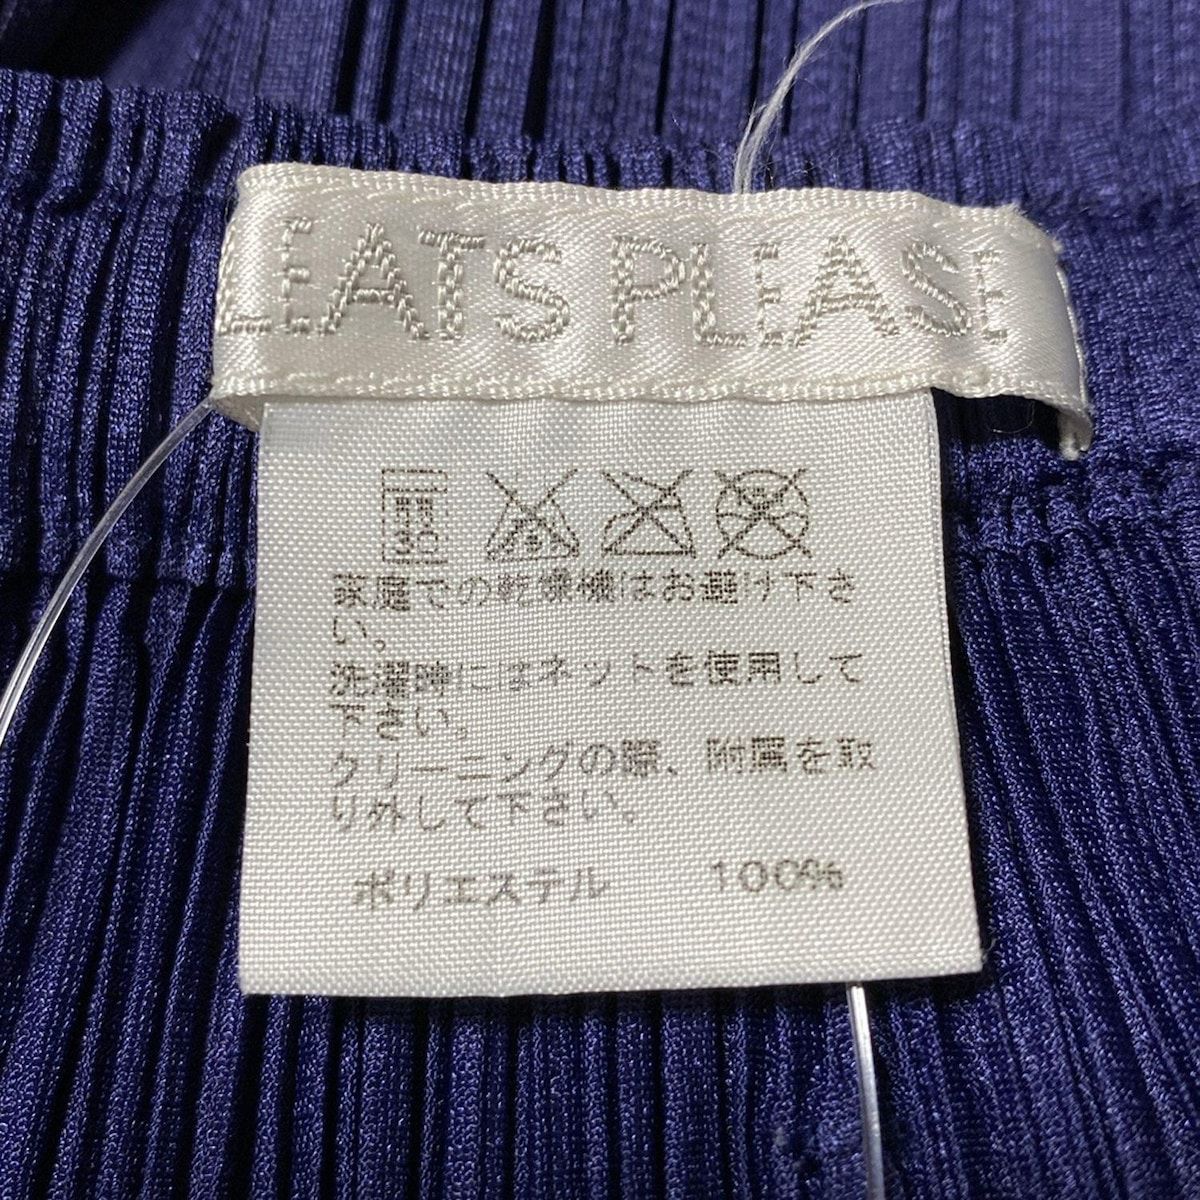 LEATS PLEASE
30
家庭での乾燥機はお避け下さ
い。
洗濯時にはネットを使用して
下さい。
クリーニングの際、附属を取
り外して下さい。
ポリエステル 100%